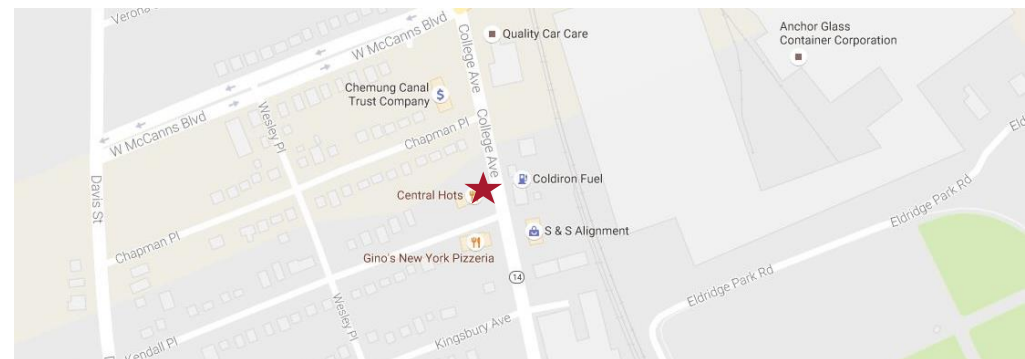 Verona
W McCanns Blvd
College Ave
Quality Car Care
Anchor Glass
Container Corporation
Chemung Canal
Trust Company
$
W McCanns Blvd
Wesley Pl
Chapman Pl
College Ave
Davis St
Central Hots
Coldiron Fuel
Eldridge Park Rd
S & S Alignment
Chapman Pl
Gino's New York Pizzeria
14
Eldridge Park Rd
Wesley Pl
Kingsbury Ave
Kendall Pl